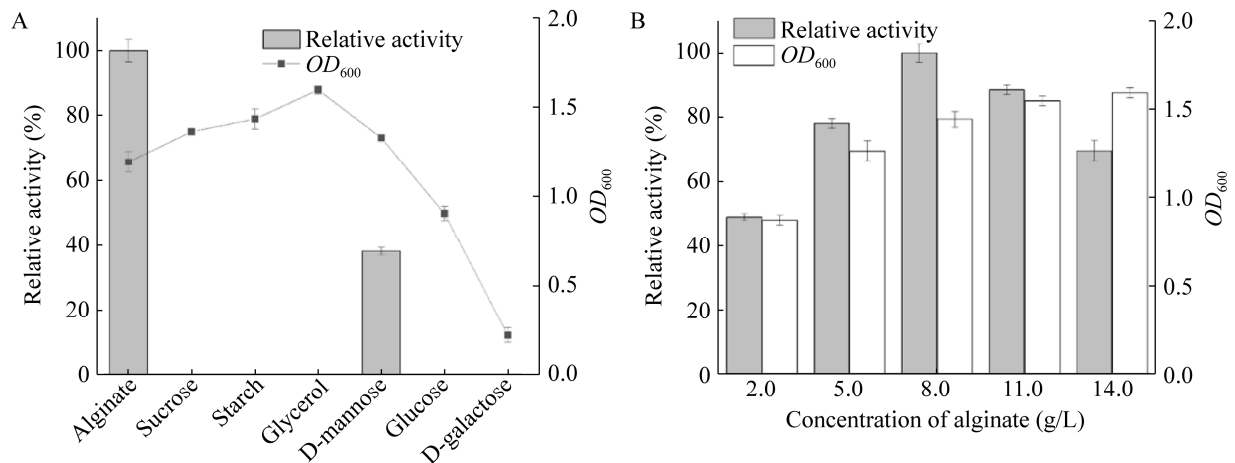 A
Relative activity
OD600
Relative activity (%)
100
80
60
40
20
0
2.0
1.5
1.0
0.5
0.0
OD600
Alginate
Sucrose
Starch
Glycerol
D-mannose
Glucose
D-galactose
B
Relative activity
OD600
Relative activity (%)
100
80
60
40
20
0
2.0
1.5
1.0
0.5
0.0
OD600
2.0 5.0 8.0 11.0 14.0
Concentration of alginate (g/L)